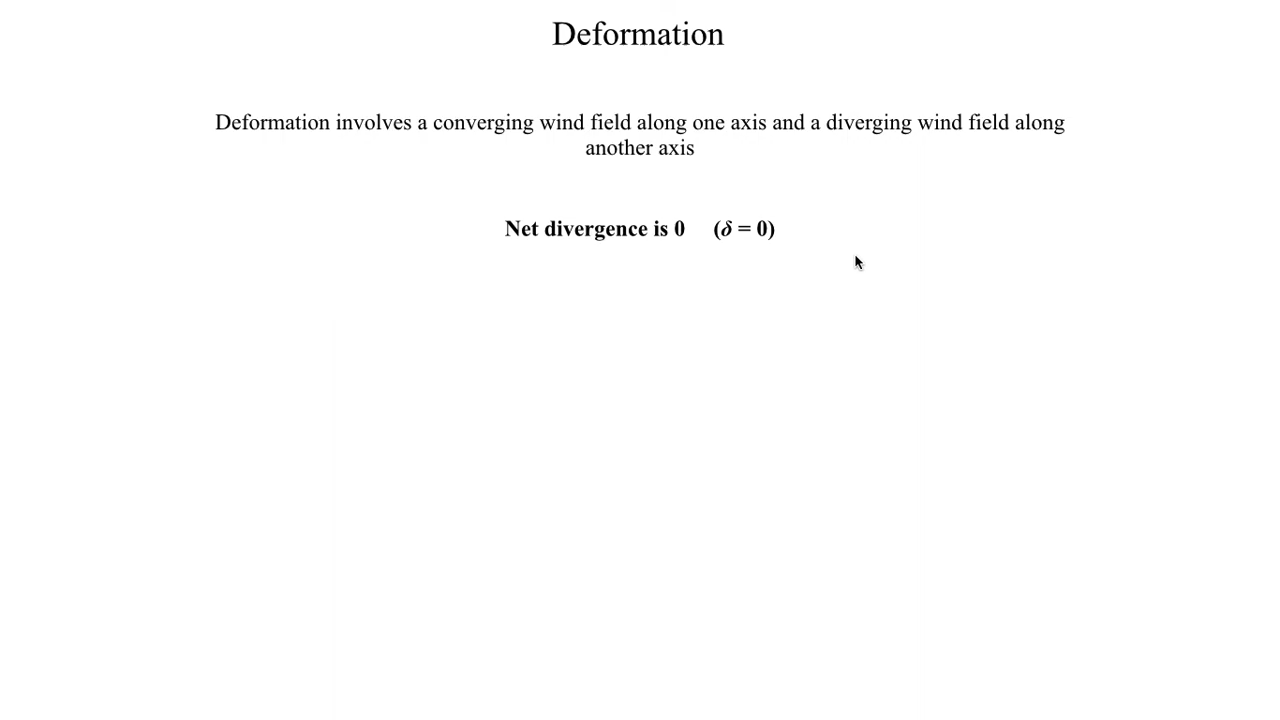 Deformation
Deformation involves a converging wind field along one axis and a diverging wind field along
another axis
Net divergence is 0 (δ = 0)